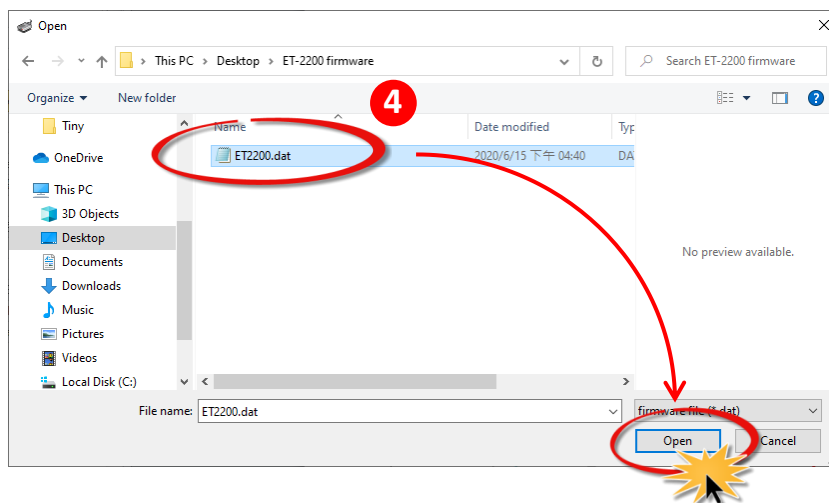 Open
This PC > Desktop > ET-2200 firmware
Search ET-2200 firmware
Organize
New folder
?
4
Name
Date modified
Typ
Tiny
OneDrive
This PC
3D Objects
Desktop
Documents
Downloads
Music
Pictures
Videos
Local Disk (C:)
ET2200.dat
2020/6/15 下午 04:40
DA
No preview available.
File name:
ET2200.dat
firmware file (*.dat)
Open
Cancel